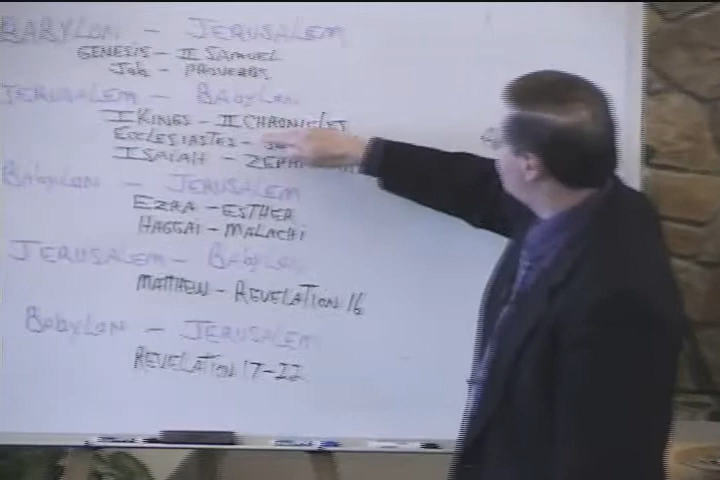 BABYLON - JERUSALEM
GENESIS - II SAMUEL
Job - PROVERBS
JERUSALEM - BAbyLoN
I KINGS - II CHRONICLES
ECCLESIASTES -
ISAIAH - ZEPHANIAH
BAbyLoN - JERUSALEM
EZRA - ESTHER
HAGGAI - MALACHI
JERUSALEM - BAbyLoN
MATTHEW - REVELATION 16
BAbyLoN - JERUSALEM
REVELATION 17-22